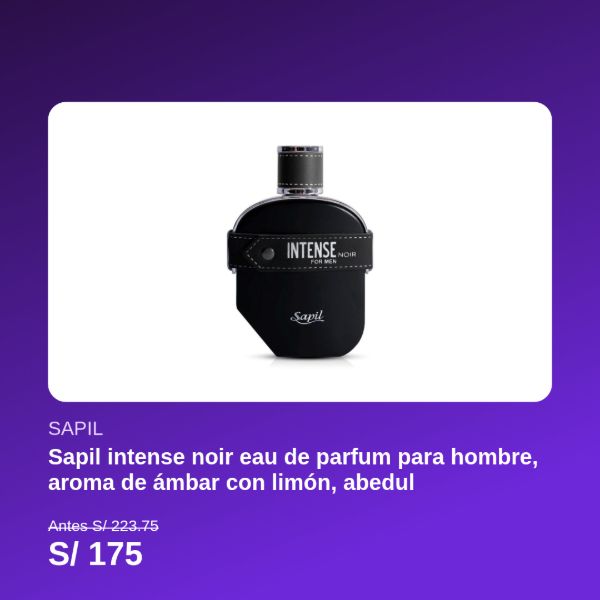 INTENSE NOIR
FOR MEN
Sapil
SAPIL
Sapil intense noir eau de parfum para hombre,
aroma de ámbar con limón, abedul
Antes S/ 223.75
S/ 175